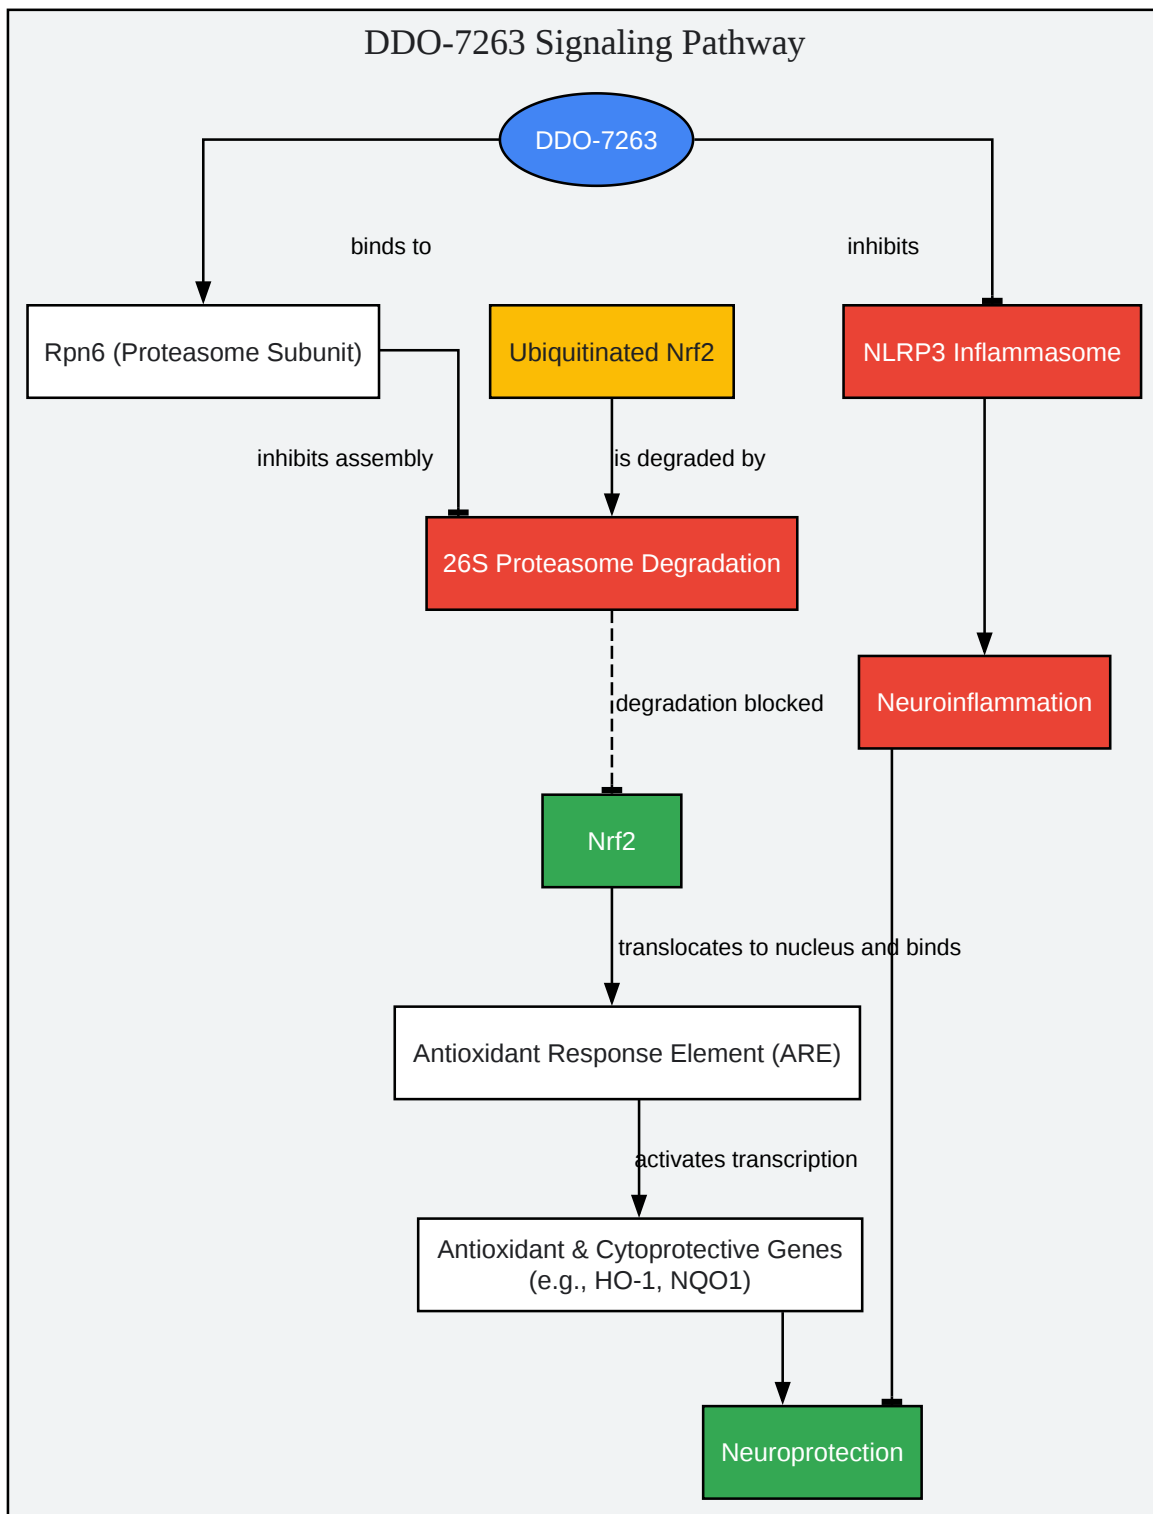 DDO-7263 Signaling Pathway
DDO-7263
binds to
inhibits
Rpn6 (Proteasome Subunit)
Ubiquitinated Nrf2
NLRP3 Inflammasome
inhibits assembly
is degraded by
26S Proteasome Degradation
degradation blocked
Neuroinflammation
Nrf2
translocates to nucleus and binds
Antioxidant Response Element (ARE)
activates transcription
Antioxidant & Cytoprotective Genes
(e.g., HO-1, NQO1)
Neuroprotection